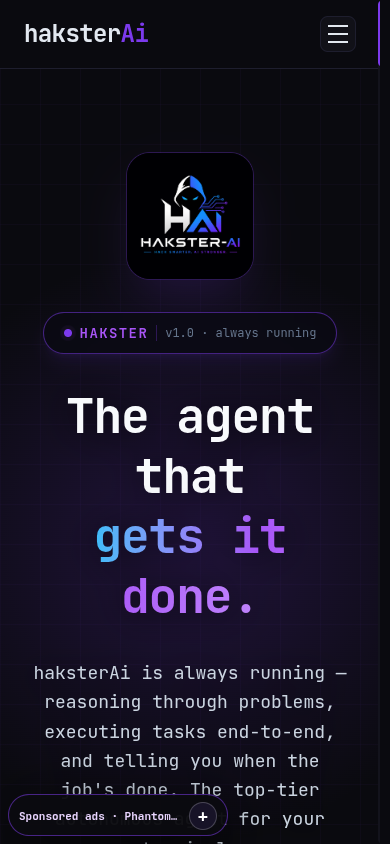 haksterAi
HAKSTER-AI
HAKSTER
v1.0 · always running
The agent
that
gets it
done.
haksterAi is always running —
reasoning through problems,
executing tasks end-to-end,
and telling you when the
job's done. The top-tier
for your
Sponsored ads · Phantom…
+